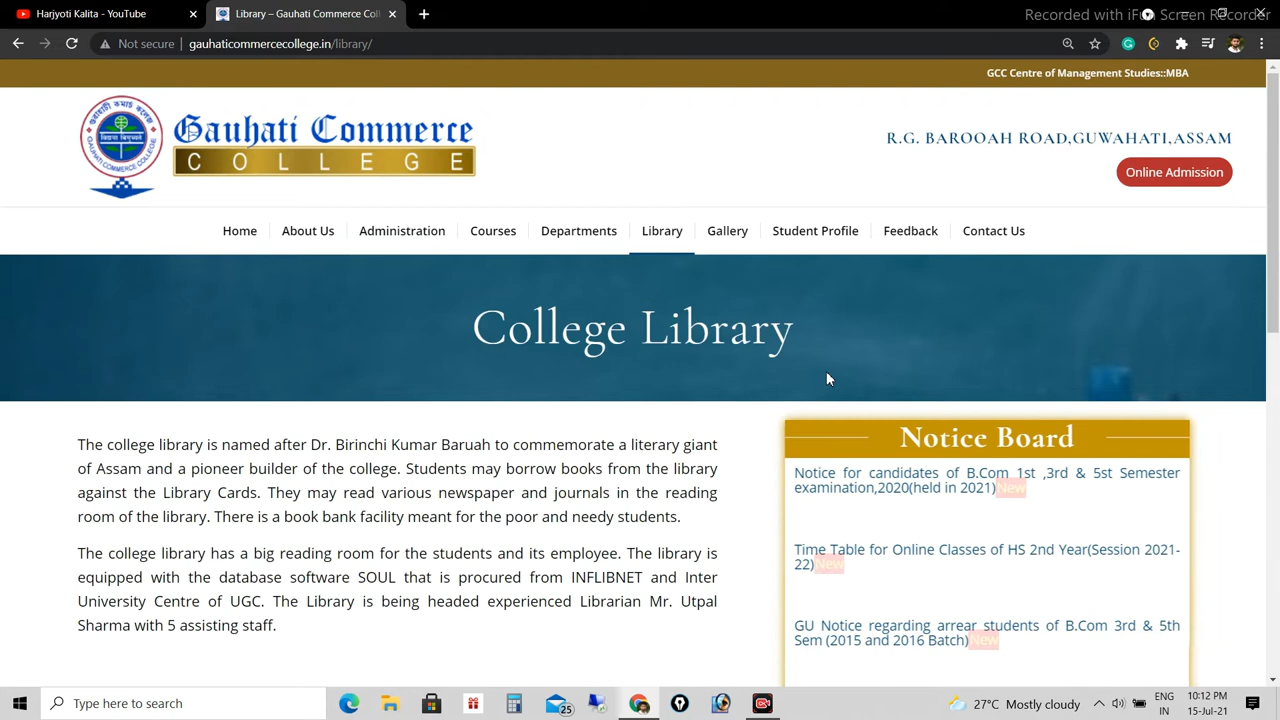 Harjyoti Kalita - YouTube
Library – Gauhati Commerce Coll
Recorded with iFun Screen Recorder
Not secure
gauhaticommercecollege.in/library/
GCC Centre of Management Studies::MBA
Gauhati Commerce
COLLEGE
R.G. BAROOAH ROAD,GUWAHATI,ASSAM
Online Admission
Home
About Us
Administration
Courses
Departments
Library
Gallery
Student Profile
Feedback
Contact Us
College Library
The college library is named after Dr. Birinchi Kumar Baruah to commemorate a literary giant
of Assam and a pioneer builder of the college. Students may borrow books from the library
against the Library Cards. They may read various newspaper and journals in the reading
room of the library. There is a book bank facility meant for the poor and needy students.
The college library has a big reading room for the students and its employee. The library is
equipped with the database software SOUL that is procured from INFLIBNET and Inter
University Centre of UGC. The Library is being headed experienced Librarian Mr. Utpal
Sharma with 5 assisting staff.
Notice Board
Notice for candidates of B.Com 1st ,3rd & 5st Semester
examination,2020(held in 2021)New
Time Table for Online Classes of HS 2nd Year(Session 2021-
22)New
GU Notice regarding arrear students of B.Com 3rd & 5th
Sem (2015 and 2016 Batch)New
Type here to search
25
27°C Mostly cloudy
ENG
IN
10:12 PM
15-Jul-21